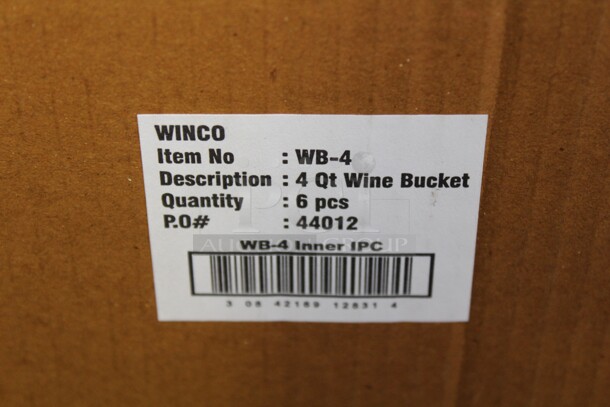 WINCO
Item No : WB-4
Description : 4 Qt Wine Bucket
Quantity : 6 pcs
P.O# : 44012
WB-4 Inner IPC
3 08 42189 12831 4